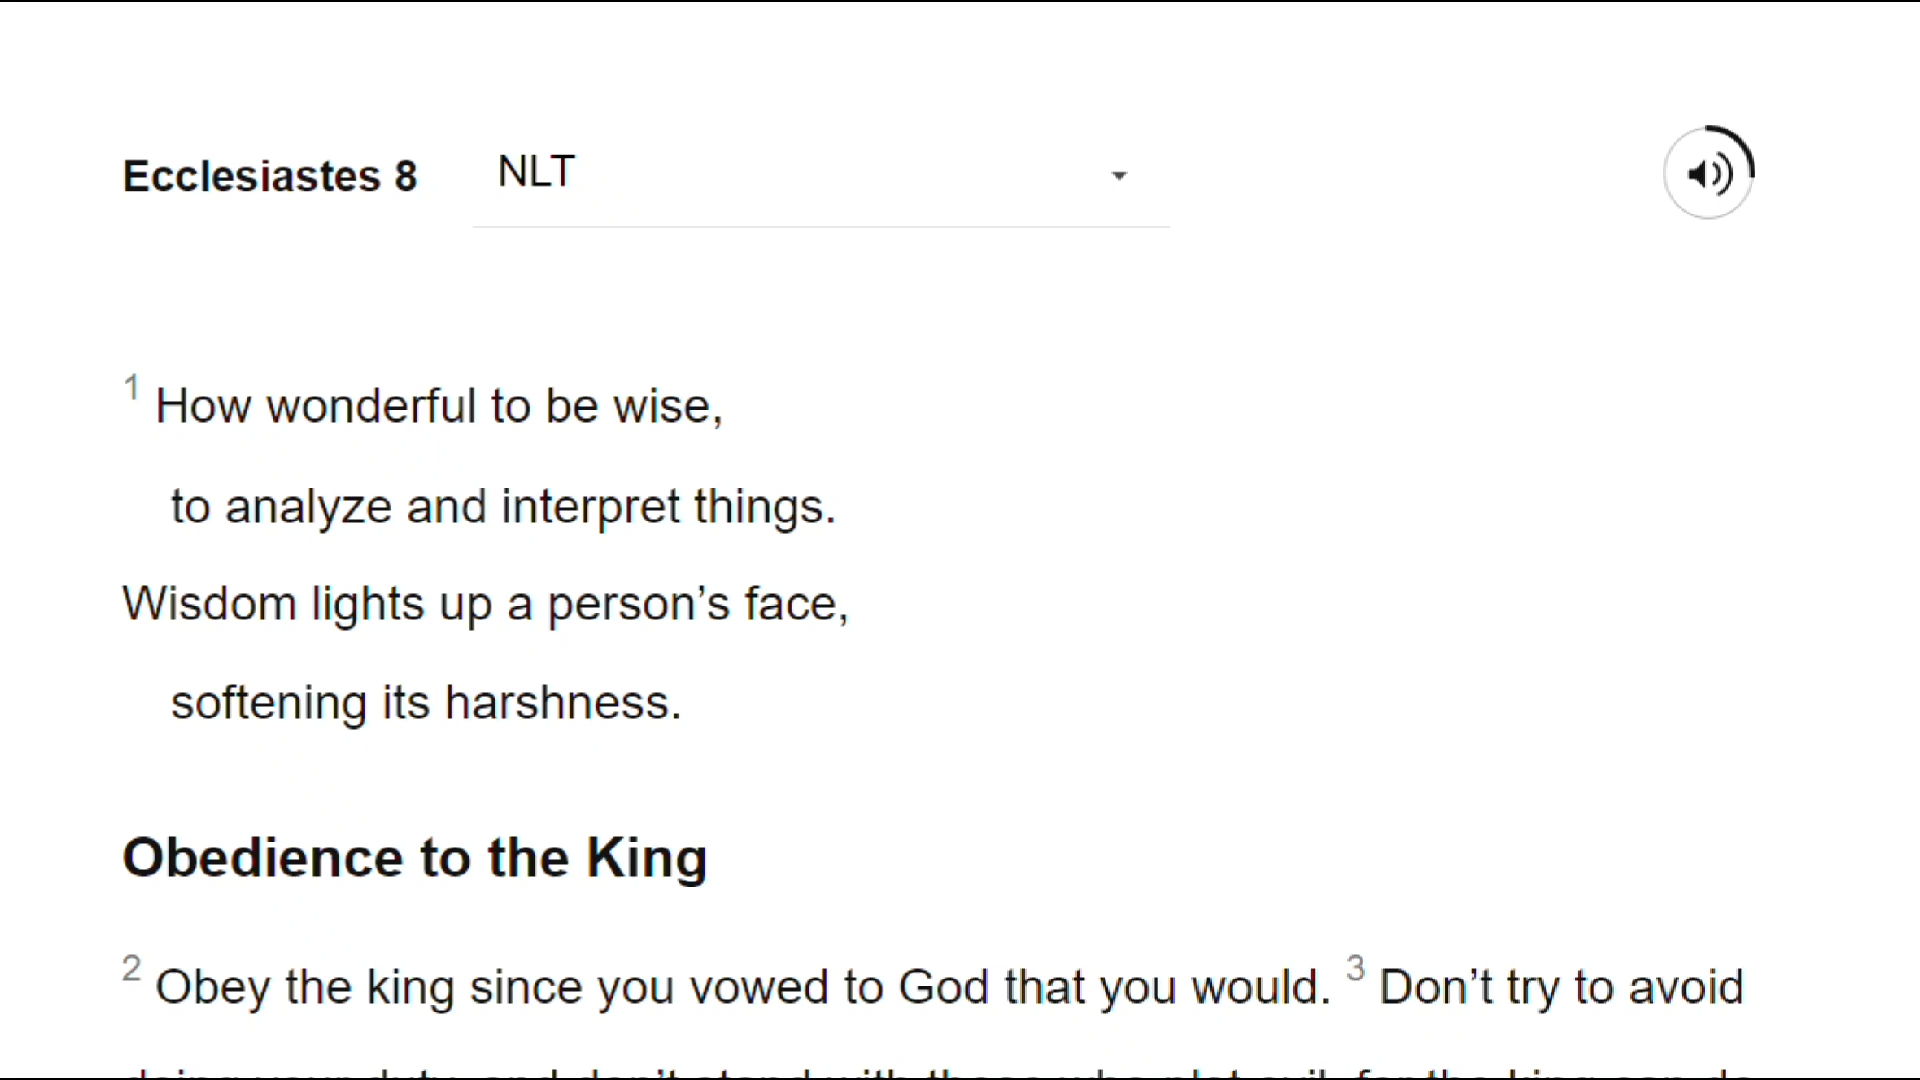 Ecclesiastes 8 NLT
1 How wonderful to be wise,
to analyze and interpret things.
Wisdom lights up a person’s face,
softening its harshness.
Obedience to the King
2 Obey the king since you vowed to God that you would. 3 Don’t try to avoid